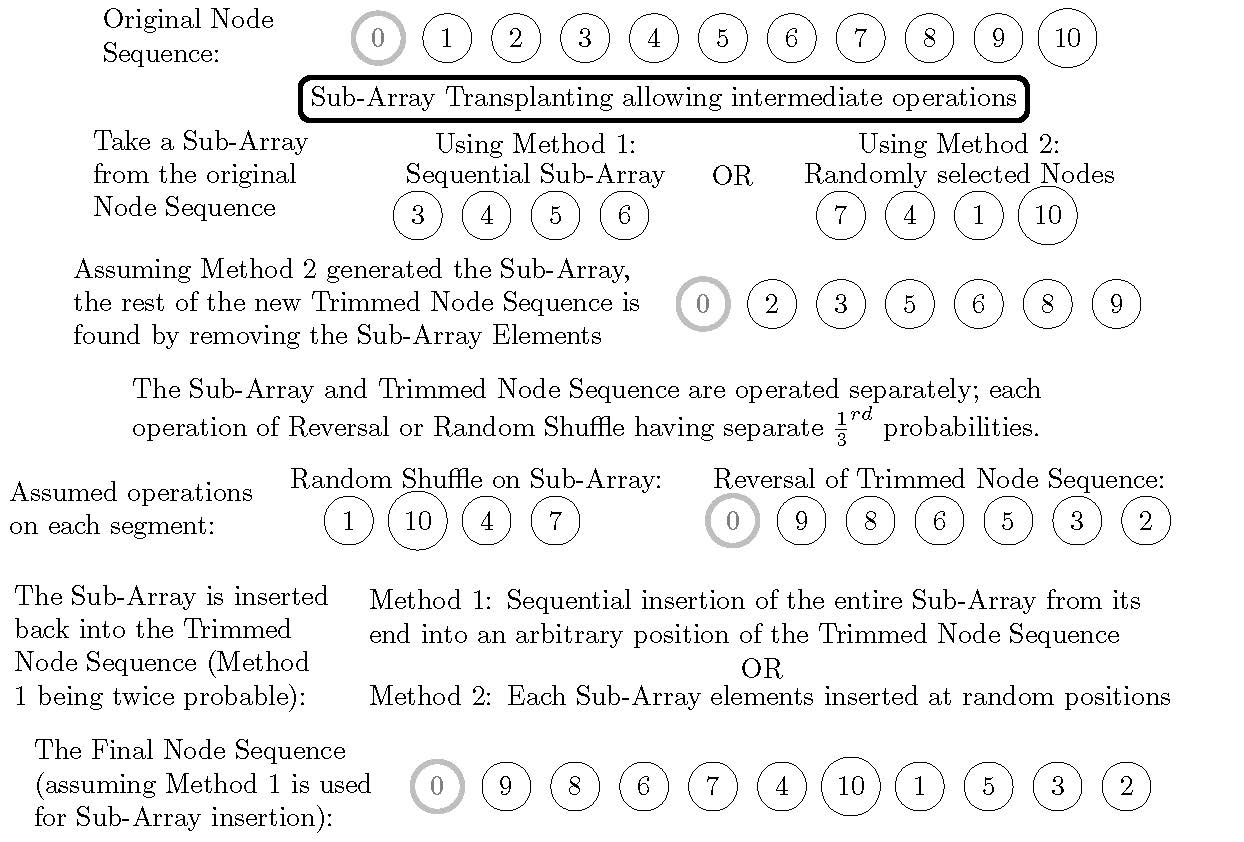 Original Node
Sequence:
0 1 2 3 4 5 6 7 8 9 10
Sub-Array Transplanting allowing intermediate operations
Take a Sub-Array
from the original
Node Sequence
Using Method 1:
Sequential Sub-Array
3 4 5 6
OR
Using Method 2:
Randomly selected Nodes
7 4 1 10
Assuming Method 2 generated the Sub-Array,
the rest of the new Trimmed Node Sequence is
found by removing the Sub-Array Elements
0 2 3 5 6 8 9
The Sub-Array and Trimmed Node Sequence are operated separately; each
operation of Reversal or Random Shuffle having separate 1/3 rd probabilities.
Assumed operations
on each segment:
Random Shuffle on Sub-Array:
1 10 4 7
Reversal of Trimmed Node Sequence:
0 9 8 6 5 3 2
The Sub-Array is inserted
back into the Trimmed
Node Sequence (Method
1 being twice probable):
Method 1: Sequential insertion of the entire Sub-Array from its
end into an arbitrary position of the Trimmed Node Sequence
OR
Method 2: Each Sub-Array elements inserted at random positions
The Final Node Sequence
(assuming Method 1 is used
for Sub-Array insertion):
0 9 8 6 7 4 10 1 5 3 2